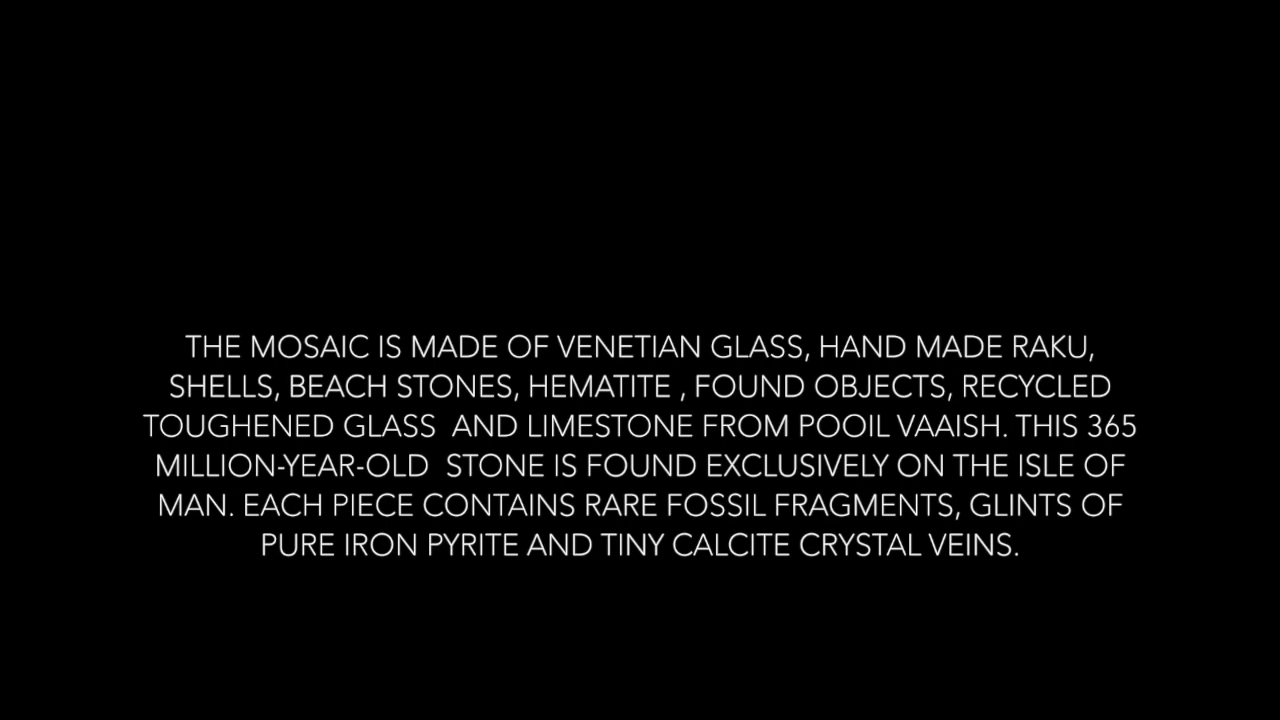 THE MOSAIC IS MADE OF VENETIAN GLASS, HAND MADE RAKU,
SHELLS, BEACH STONES, HEMATITE , FOUND OBJECTS, RECYCLED
TOUGHENED GLASS  AND LIMESTONE FROM POOIL VAAISH. THIS 365
MILLION-YEAR-OLD  STONE IS FOUND EXCLUSIVELY ON THE ISLE OF
MAN. EACH PIECE CONTAINS RARE FOSSIL FRAGMENTS, GLINTS OF
PURE IRON PYRITE AND TINY CALCITE CRYSTAL VEINS.